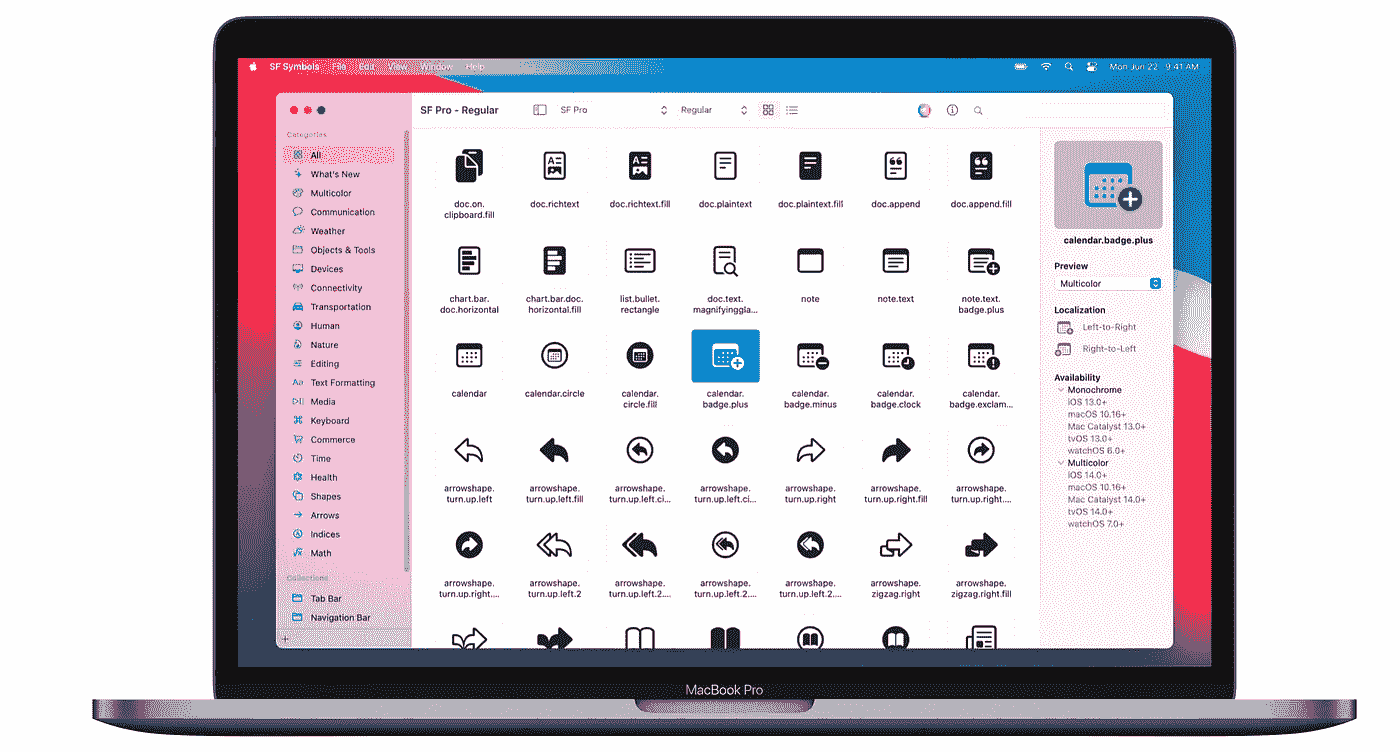 SF Symbols File Edit View Window Help
Mon Jun 22 9:41 AM
SF Pro - Regular
SF Pro
Regular
Categories
All
What's New
Multicolor
Communication
Weather
Objects & Tools
Devices
Connectivity
Transportation
Human
Nature
Editing
Text Formatting
Media
Keyboard
Commerce
Time
Health
Shapes
Arrows
Indices
Math
Collections
Tab Bar
Navigation Bar
doc.on.
clipboard.fill
doc.richtext
doc.richtext.fill
doc.plaintext
doc.plaintext.fill
doc.append
doc.append.fill
chart.bar.
doc.horizontal
chart.bar.doc.
horizontal.fill
list.bullet.
rectangle
doc.text.
magnifyinggla...
note
note.text
note.text.
badge.plus
calendar
calendar.circle
calendar.
circle.fill
calendar.
badge.plus
calendar.
badge.minus
calendar.
badge.clock
calendar.
badge.exclam...
arrowshape.
turn.up.left
arrowshape.
turn.up.left.fill
arrowshape.
turn.up.left.ci...
arrowshape.
turn.up.left.ci...
arrowshape.
turn.up.right
arrowshape.
turn.up.right.fill
arrowshape.
turn.up.right....
arrowshape.
turn.up.right....
arrowshape.
turn.up.left.2
arrowshape.
turn.up.left.2....
arrowshape.
turn.up.left.2....
arrowshape.
turn.up.left.2....
arrowshape.
zigzag.right
arrowshape.
zigzag.right.fill
calendar.badge.plus
Preview
Multicolor
Localization
Left-to-Right
Right-to-Left
Availability
Monochrome
iOS 13.0+
macOS 10.16+
Mac Catalyst 13.0+
tvOS 13.0+
watchOS 6.0+
Multicolor
iOS 14.0+
macOS 10.16+
Mac Catalyst 14.0+
tvOS 14.0+
watchOS 7.0+
MacBook Pro